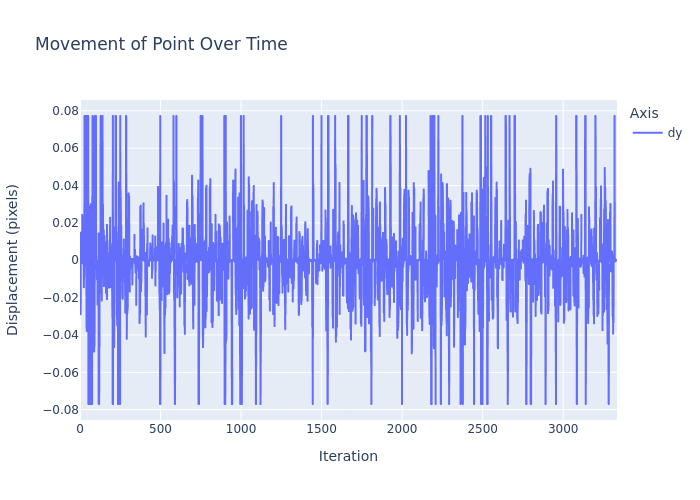 Movement of Point Over Time
Axis
dy
Displacement (pixels)
0.08
0.06
0.04
0.02
0
−0.02
−0.04
−0.06
−0.08
0 500 1000 1500 2000 2500 3000
Iteration